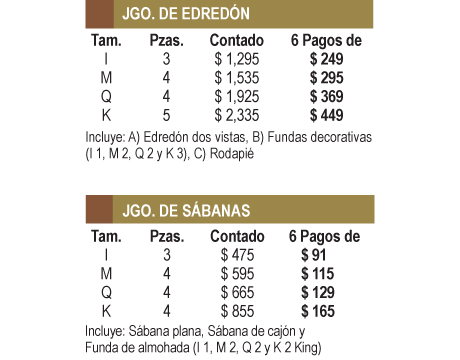 JGO. DE EDREDÓN
Tam. Pzas. Contado 6 Pagos de
I 3 $ 1,295 $ 249
M 4 $ 1,535 $ 295
Q 4 $ 1,925 $ 369
K 5 $ 2,335 $ 449
Incluye: A) Edredón dos vistas, B) Fundas decorativas
(I 1, M 2, Q 2 y K 3), C) Rodapié
JGO. DE SÁBANAS
Tam. Pzas. Contado 6 Pagos de
I 3 $ 475 $ 91
M 4 $ 595 $ 115
Q 4 $ 665 $ 129
K 4 $ 855 $ 165
Incluye: Sábana plana, Sábana de cajón y
Funda de almohada (I 1, M 2, Q 2 y K 2 King)